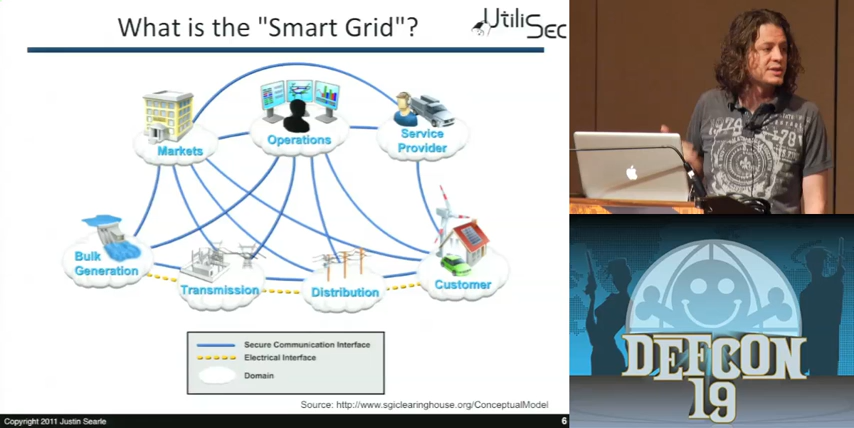 What is the "Smart Grid"?
UtiliSec
Markets
Operations
Service
Provider
Bulk
Generation
Transmission
Distribution
Customer
Secure Communication Interface
Electrical Interface
Domain
Source: http://www.sgiclearinghouse.org/ConceptualModel
Copyright 2011 Justin Searle
6
DEFCON
19